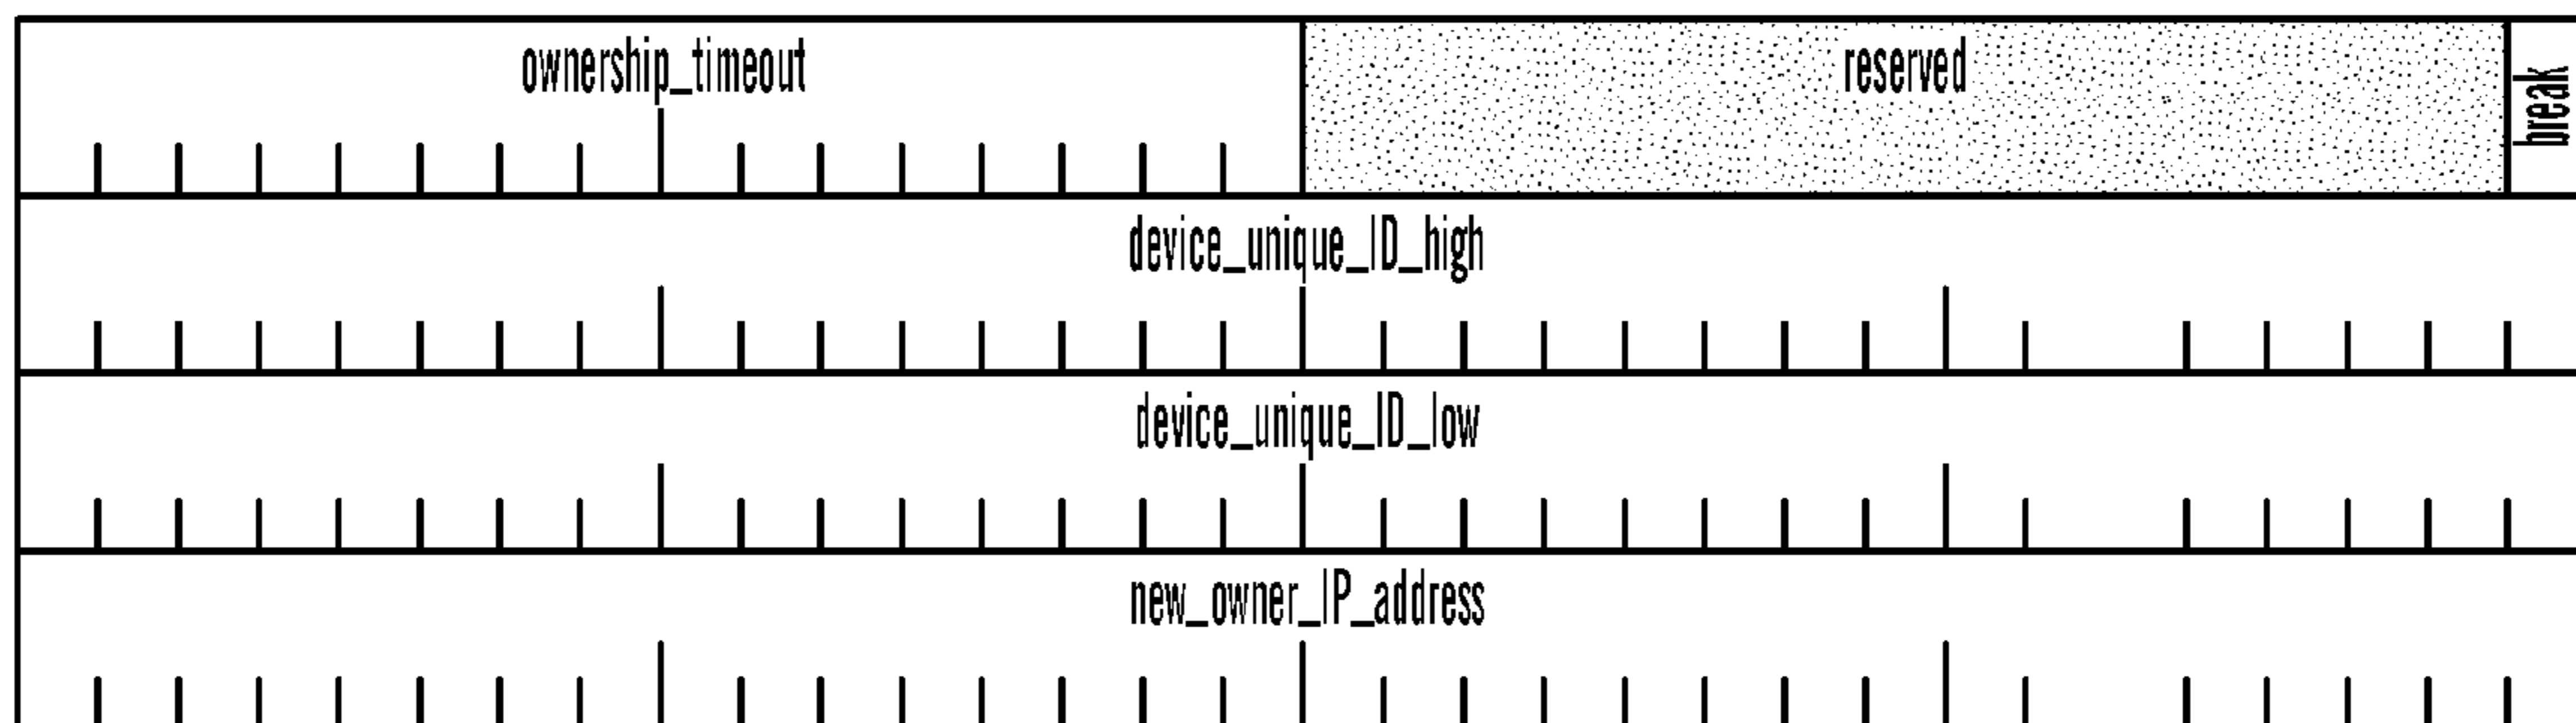 ownership_timeout
reserved
break
device_unique_ID_high
device_unique_ID_low
new_owner_IP_address